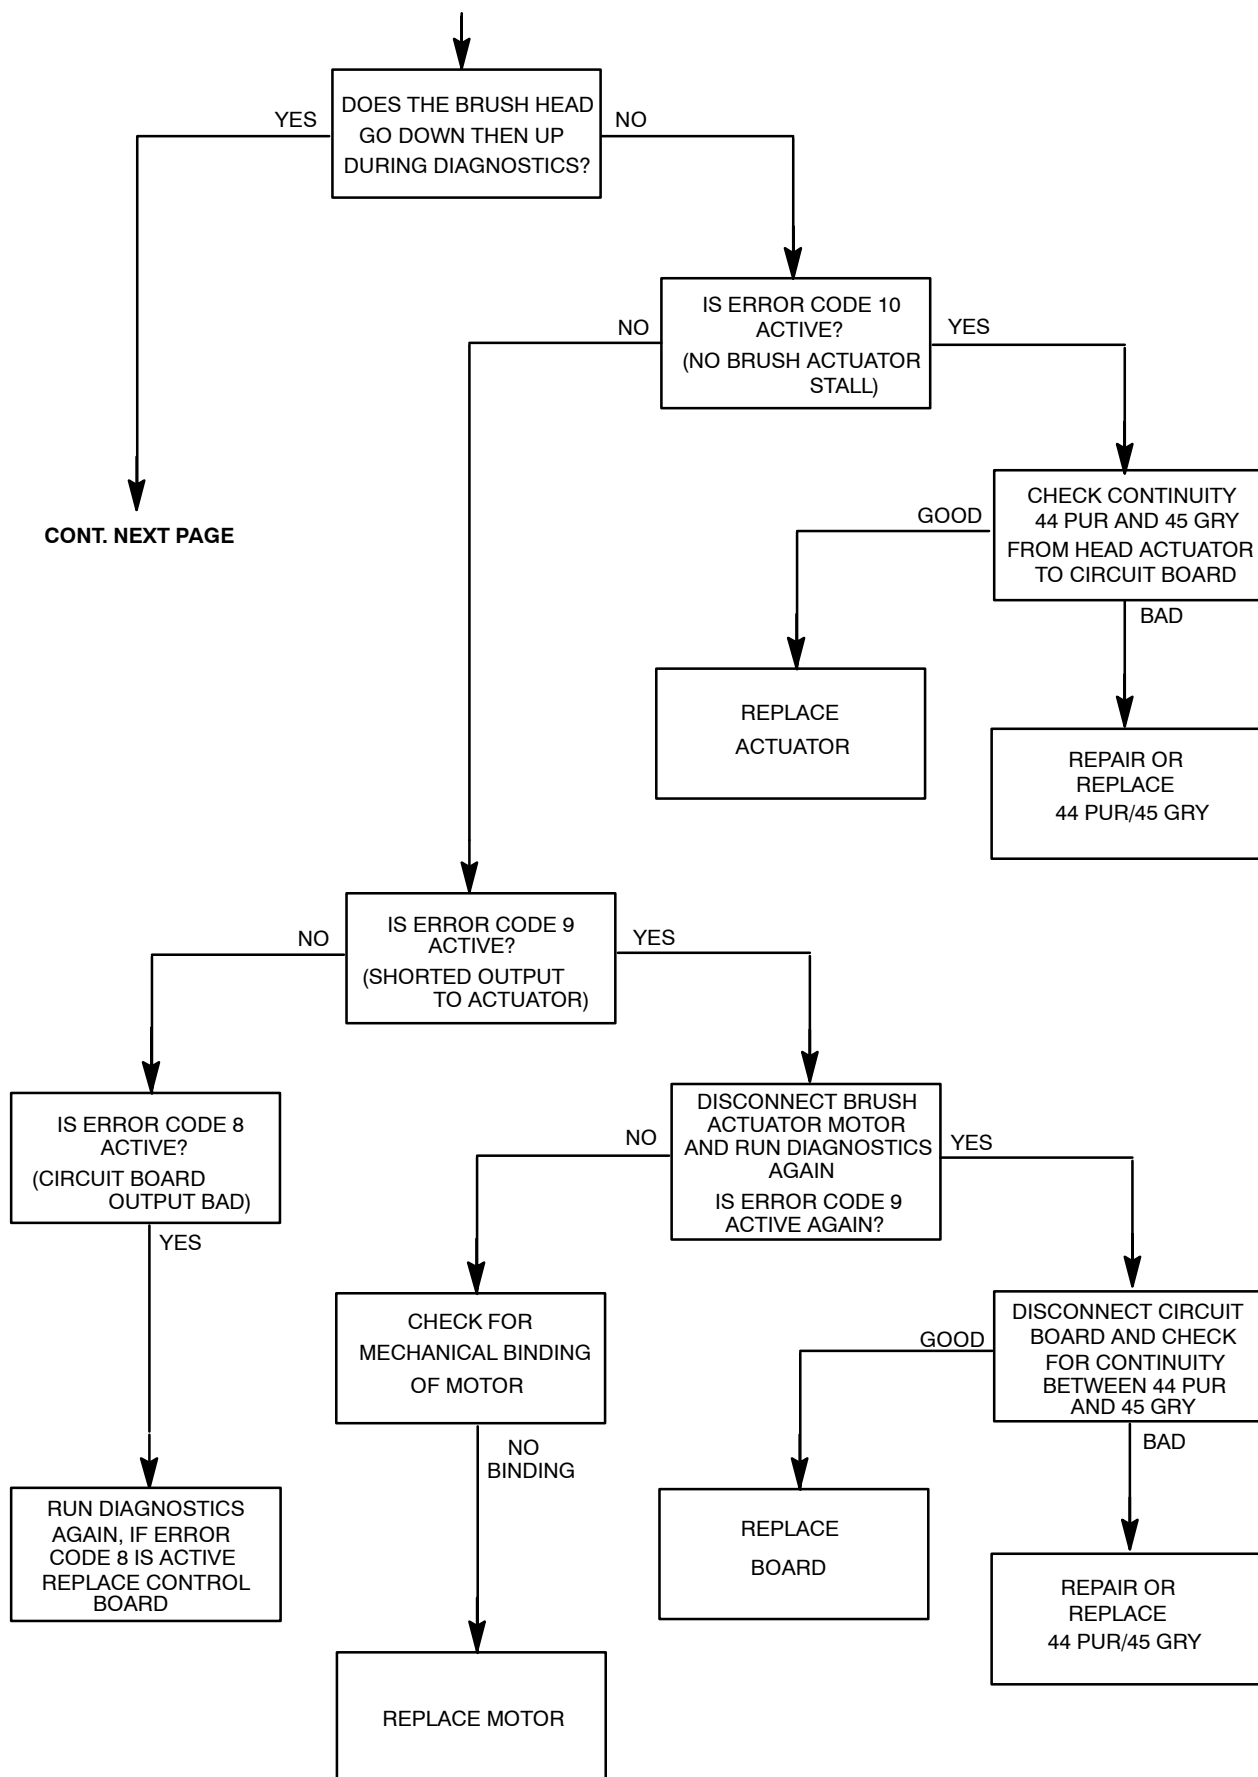 DOES THE BRUSH HEAD
GO DOWN THEN UP
DURING DIAGNOSTICS?
YES
NO
IS ERROR CODE 10
ACTIVE?
(NO BRUSH ACTUATOR
STALL)
NO
YES
CONT. NEXT PAGE
CHECK CONTINUITY
44 PUR AND 45 GRY
FROM HEAD ACTUATOR
TO CIRCUIT BOARD
GOOD
BAD
REPLACE
ACTUATOR
REPAIR OR
REPLACE
44 PUR/45 GRY
IS ERROR CODE 9
ACTIVE?
(SHORTED OUTPUT
TO ACTUATOR)
NO
YES
IS ERROR CODE 8
ACTIVE?
(CIRCUIT BOARD
OUTPUT BAD)
YES
DISCONNECT BRUSH
ACTUATOR MOTOR
AND RUN DIAGNOSTICS
AGAIN
IS ERROR CODE 9
ACTIVE AGAIN?
NO
YES
CHECK FOR
MECHANICAL BINDING
OF MOTOR
NO
BINDING
DISCONNECT CIRCUIT
BOARD AND CHECK
FOR CONTINUITY
BETWEEN 44 PUR
AND 45 GRY
GOOD
BAD
RUN DIAGNOSTICS
AGAIN, IF ERROR
CODE 8 IS ACTIVE
REPLACE CONTROL
BOARD
REPLACE
BOARD
REPAIR OR
REPLACE
44 PUR/45 GRY
REPLACE MOTOR